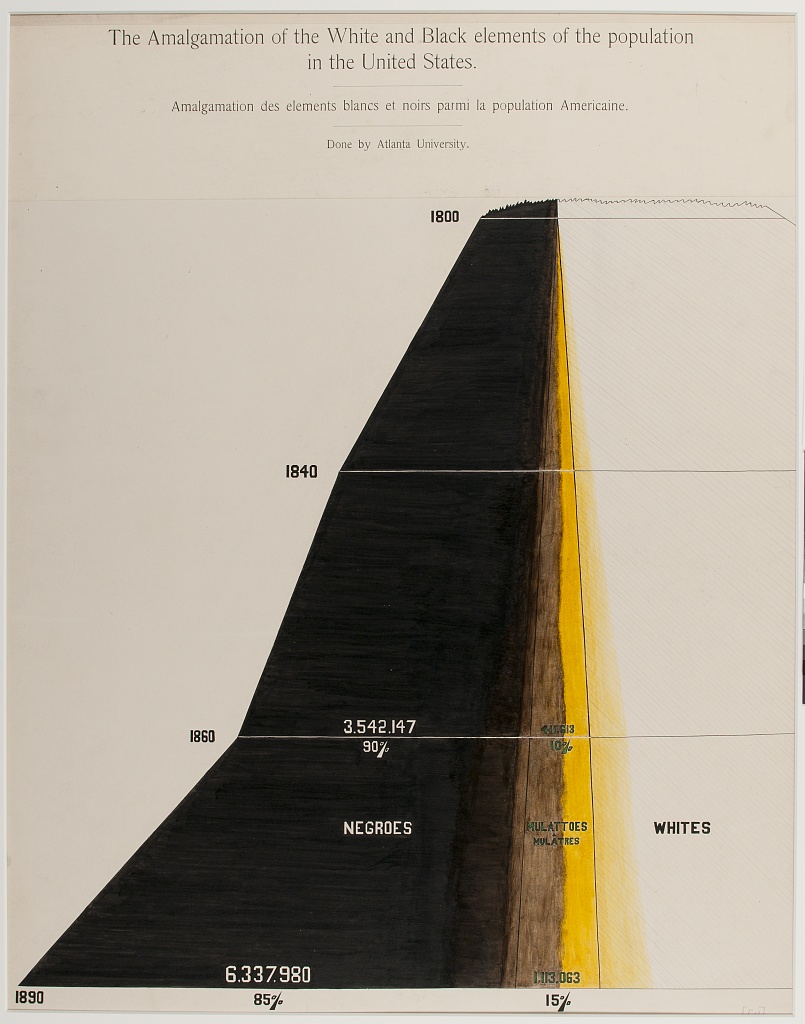 The Amalgamation of the White and Black elements of the population
in the United States.
Amalgamation des elements blancs et noirs parmi la population Americaine.
Done by Atlanta University.
1800
1840
3.542.147
1860
90%
10%
NEGROES
MULATTOES
WHITES
MULÂTRES
6.337.980
1.113.063
1890
85%
15%